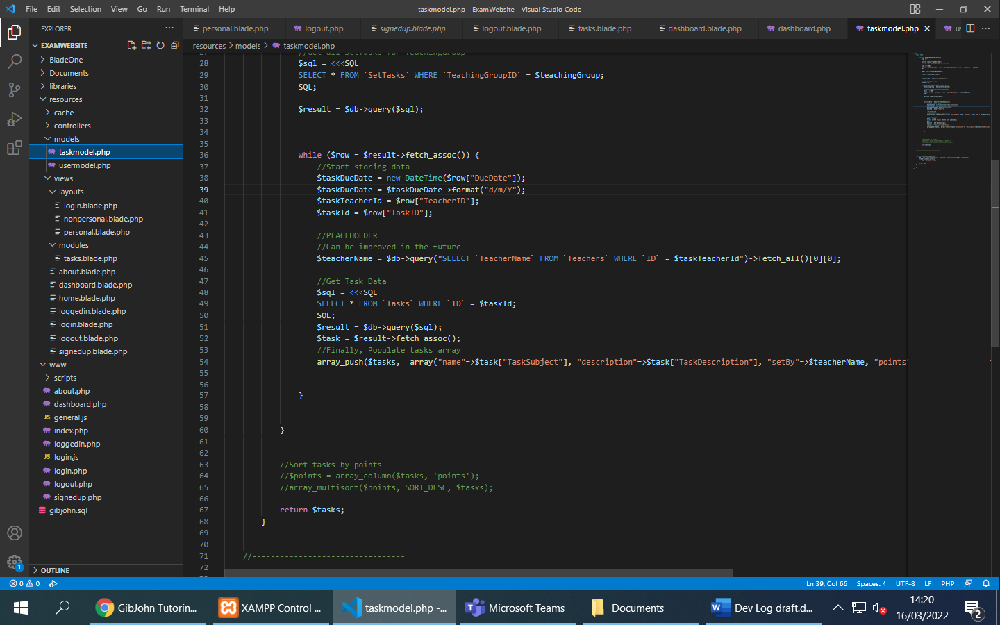 File Edit Selection View Go Run Terminal Help
taskmodel.php - ExamWebsite - Visual Studio Code
EXPLORER
personal.blade.php
logout.php
signedup.blade.php
logout.blade.php
tasks.blade.php
dashboard.blade.php
dashboard.php
taskmodel.php
us
resources > models > taskmodel.php
EXAMWEBSITE
BladeOne
Documents
libraries
resources
cache
controllers
models
taskmodel.php
usermodel.php
views
layouts
login.blade.php
nonpersonal.blade.php
personal.blade.php
modules
tasks.blade.php
about.blade.php
dashboard.blade.php
home.blade.php
loggedin.blade.php
login.blade.php
logout.blade.php
signedup.blade.php
www
scripts
about.php
dashboard.php
JS general.js
index.php
loggedin.php
JS login.js
login.php
logout.php
signedup.php
gibjohn.sql
OUTLINE
27 //Get all SetTasks for TeachingGroup
28 $sql = <<<SQL
29 SELECT * FROM `SetTasks` WHERE `TeachingGroupID` = $teachingGroup;
30 SQL;
31
32 $result = $db->query($sql);
33
34
35
36 while ($row = $result->fetch_assoc()) {
37 //Start storing data
38 $taskDueDate = new DateTime($row["DueDate"]);
39 $taskDueDate = $taskDueDate->format("d/m/Y");
40 $taskTeacherId = $row["TeacherID"];
41 $taskId = $row["TaskID"];
42
43 //PLACEHOLDER
44 //Can be improved in the future
45 $teacherName = $db->query("SELECT `TeacherName` FROM `Teachers` WHERE `ID` = $taskTeacherId")->fetch_all()[0][0];
46
47 //Get Task Data
48 $sql = <<<SQL
49 SELECT * FROM `Tasks` WHERE `ID` = $taskId;
50 SQL;
51 $result = $db->query($sql);
52 $task = $result->fetch_assoc();
53 //Finally, Populate tasks array
54 array_push($tasks,  array("name"=>$task["TaskSubject"], "description"=>$task["TaskDescription"], "setBy"=>$teacherName, "points"
55
56
57 }
58
59
60 }
61
62
63 //Sort tasks by points
64 //$points = array_column($tasks, 'points');
65 //array_multisort($points, SORT_DESC, $tasks);
66
67 return $tasks;
68 }
69
70
71 //---------------------------------
72
0 0
Ln 39, Col 66 Spaces: 4 UTF-8 LF PHP
1
GibJohn Tutorin...
XAMPP Control ...
taskmodel.php -...
Microsoft Teams
Documents
Dev Log draft.d...
14:20
16/03/2022
2